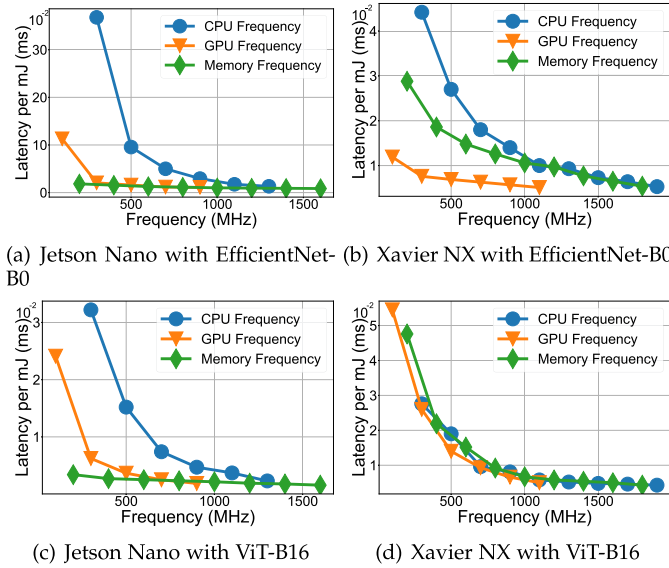 10⁻²
30
20
10
0
Latency per mJ (ms)
CPU Frequency
GPU Frequency
Memory Frequency
500 1000 1500
Frequency (MHz)
10⁻²
4
3
2
1
Latency per mJ (ms)
CPU Frequency
GPU Frequency
Memory Frequency
500 1000 1500
Frequency (MHz)
(a) Jetson Nano with EfficientNet-
B0
(b) Xavier NX with EfficientNet-B0
10⁻²
3
2
1
Latency per mJ (ms)
CPU Frequency
GPU Frequency
Memory Frequency
500 1000 1500
Frequency (MHz)
10⁻²
5
4
3
2
1
Latency per mJ (ms)
CPU Frequency
GPU Frequency
Memory Frequency
500 1000 1500
Frequency (MHz)
(c) Jetson Nano with ViT-B16
(d) Xavier NX with ViT-B16